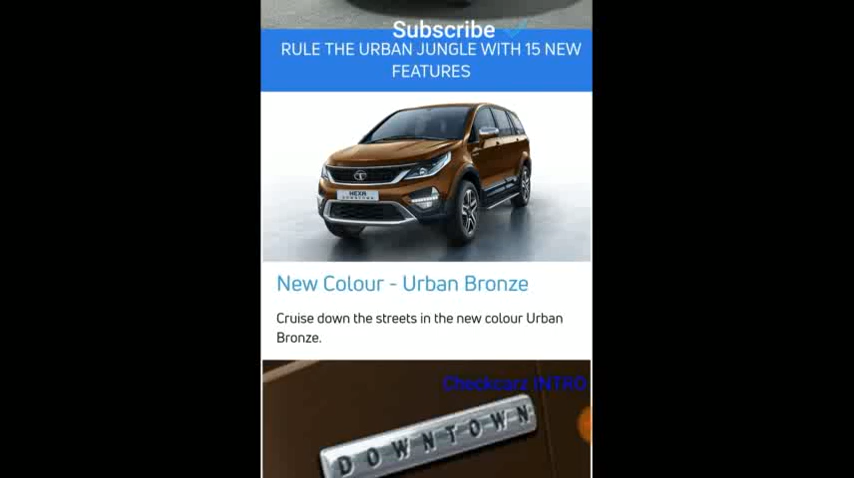 Subscribe
RULE THE URBAN JUNGLE WITH 15 NEW
FEATURES
HEXA
New Colour - Urban Bronze
Cruise down the streets in the new colour Urban
Bronze.
Checkcarz INTRO
DOWNTOWN